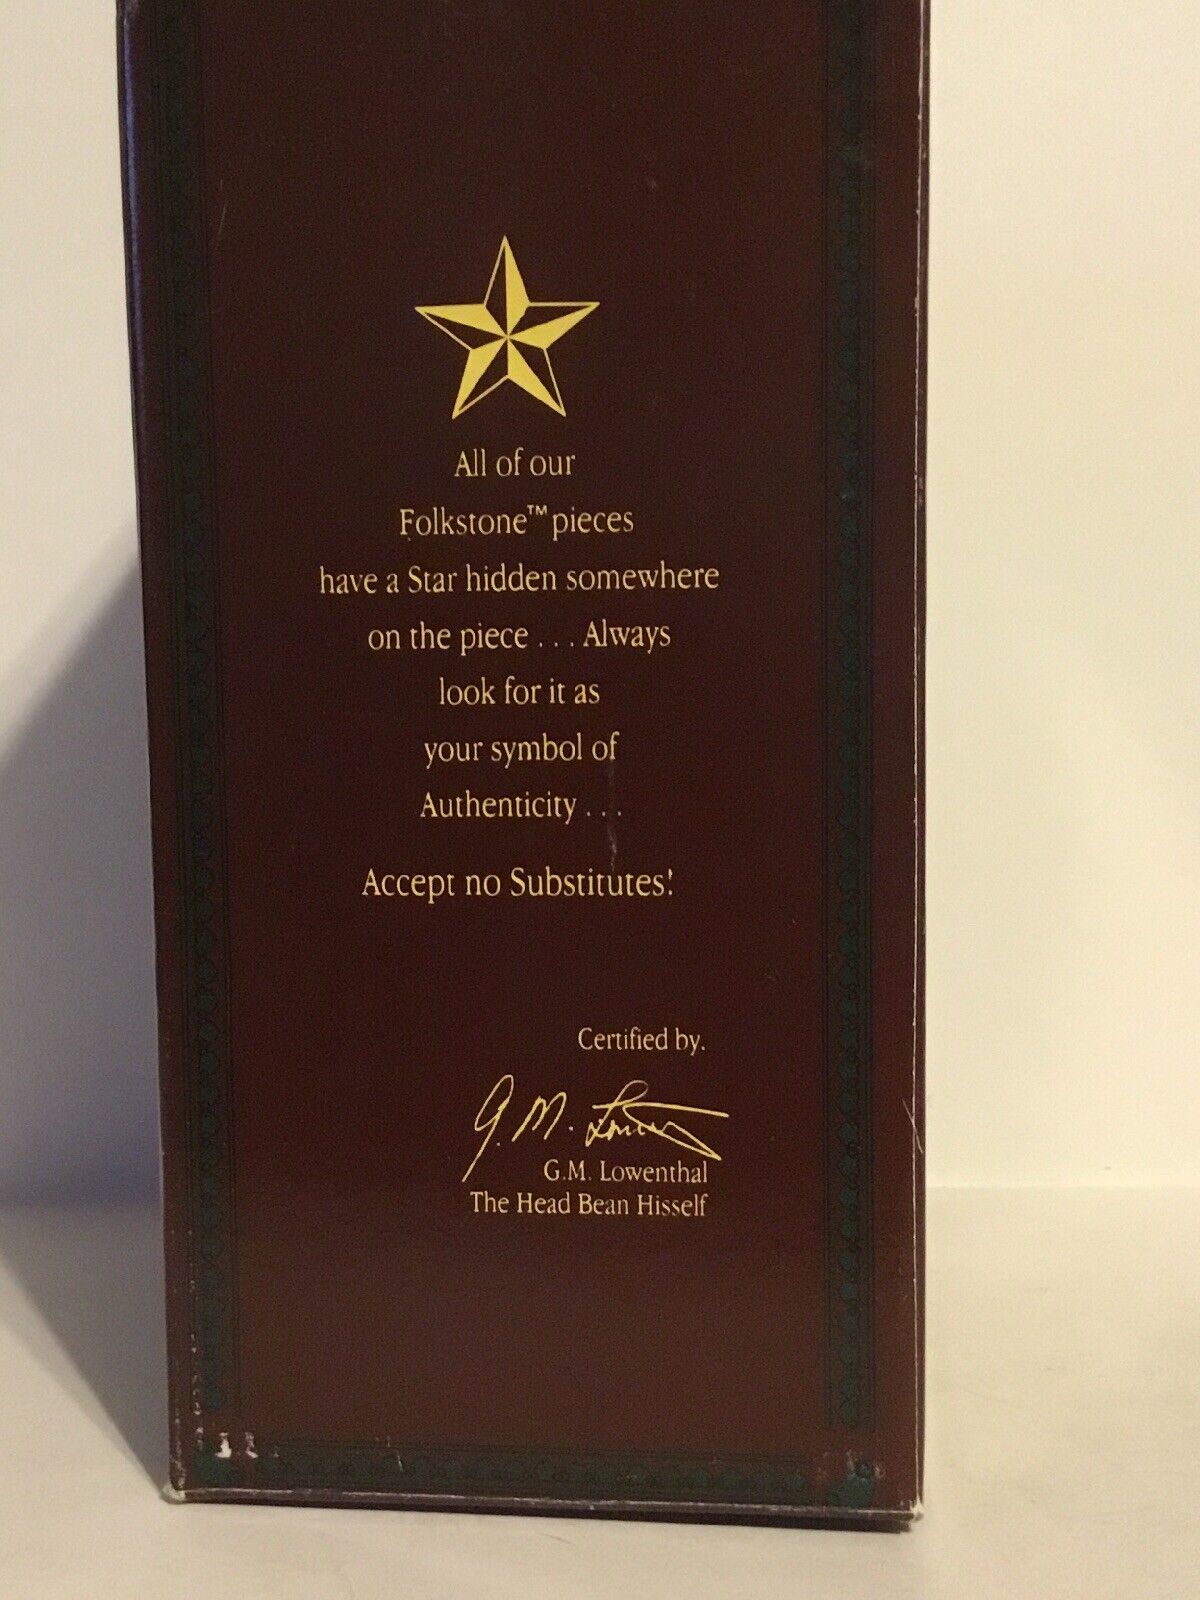 All of our
Folkstone™ pieces
have a Star hidden somewhere
on the piece . . . Always
look for it as
your symbol of
Authenticity . . .
Accept no Substitutes!
Certified by.
G.M. Lowenthal
G.M. Lowenthal
The Head Bean Hisself